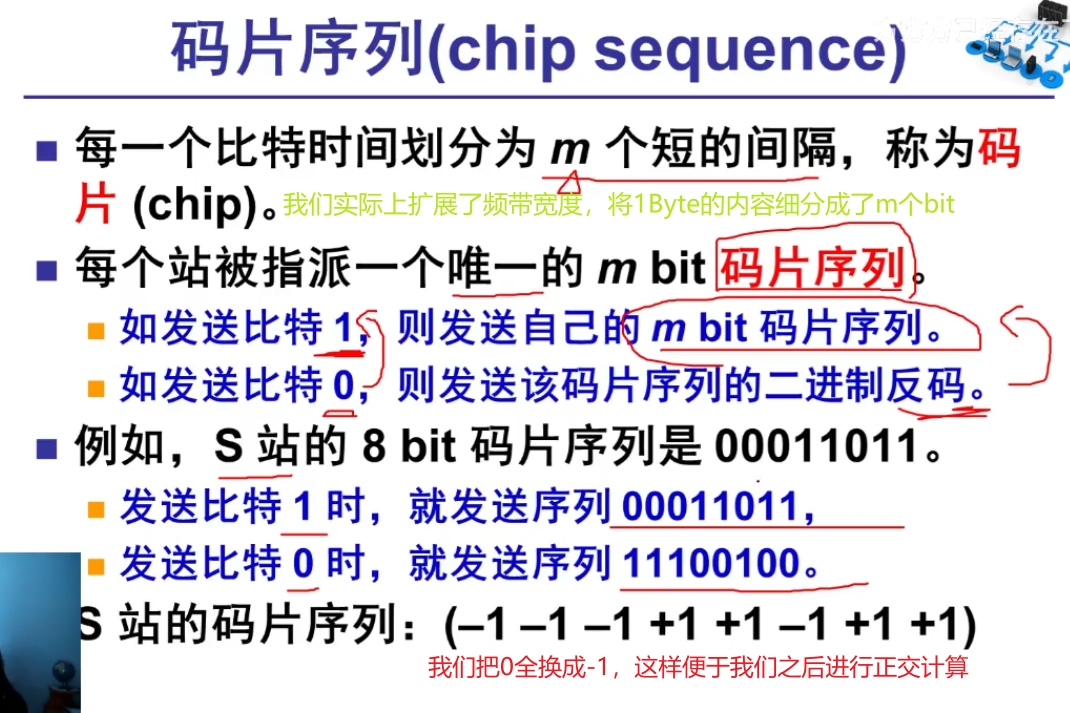 码片序列(chip sequence)
每一个比特时间划分为 m 个短的间隔，称为码
片 (chip)。我们实际上扩展了频带宽度，将1Byte的内容细分成了m个bit
每个站被指派一个唯一的 m bit 码片序列。
如发送比特 1，则发送自己的 m bit 码片序列。
如发送比特 0，则发送该码片序列的二进制反码。
例如，S 站的 8 bit 码片序列是 00011011。
发送比特 1 时，就发送序列 00011011，
发送比特 0 时，就发送序列 11100100。
S 站的码片序列：(–1 –1 –1 +1 +1 –1 +1 +1)
我们把0全换成-1，这样便于我们之后进行正交计算